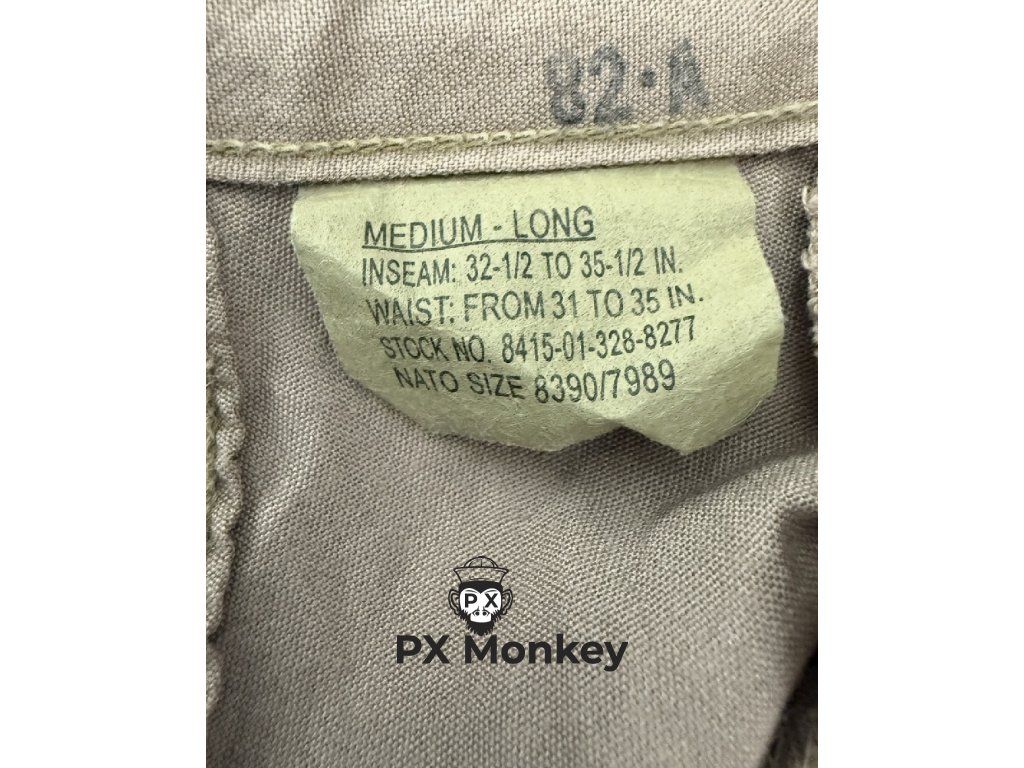 82·A
MEDIUM - LONG
INSEAM: 32-1/2 TO 35-1/2 IN.
WAIST: FROM 31 TO 35 IN.
STOCK NO. 8415-01-328-8277
NATO SIZE 8390/7989
PX
PX Monkey